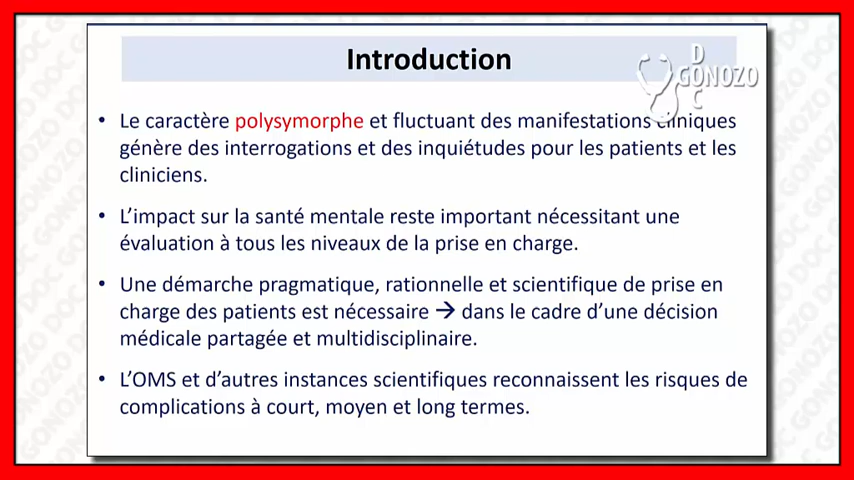 Introduction
DOC GONOZO
• Le caractère polysymorphe et fluctuant des manifestations cliniques
génère des interrogations et des inquiétudes pour les patients et les
cliniciens.
• L'impact sur la santé mentale reste important nécessitant une
évaluation à tous les niveaux de la prise en charge.
• Une démarche pragmatique, rationnelle et scientifique de prise en
charge des patients est nécessaire → dans le cadre d'une décision
médicale partagée et multidisciplinaire.
• L'OMS et d'autres instances scientifiques reconnaissent les risques de
complications à court, moyen et long termes.